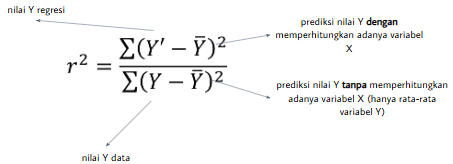 nilai Y regresi
prediksi nilai Y dengan
memperhitungkan adanya variabel
X
r² = Σ(Y′ − Ȳ)² / Σ(Y − Ȳ)²
prediksi nilai Y tanpa memperhitungkan
adanya variabel X (hanya rata-rata
variabel Y)
nilai Y data